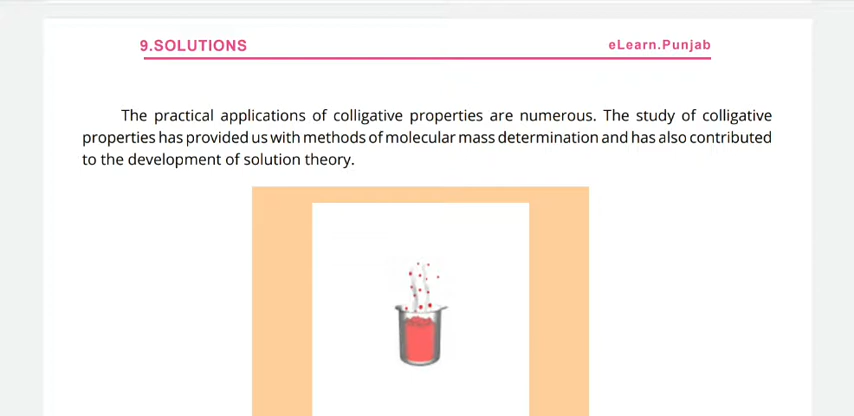 9.SOLUTIONS
eLearn.Punjab
The practical applications of colligative properties are numerous. The study of colligative
properties has provided us with methods of molecular mass determination and has also contributed
to the development of solution theory.